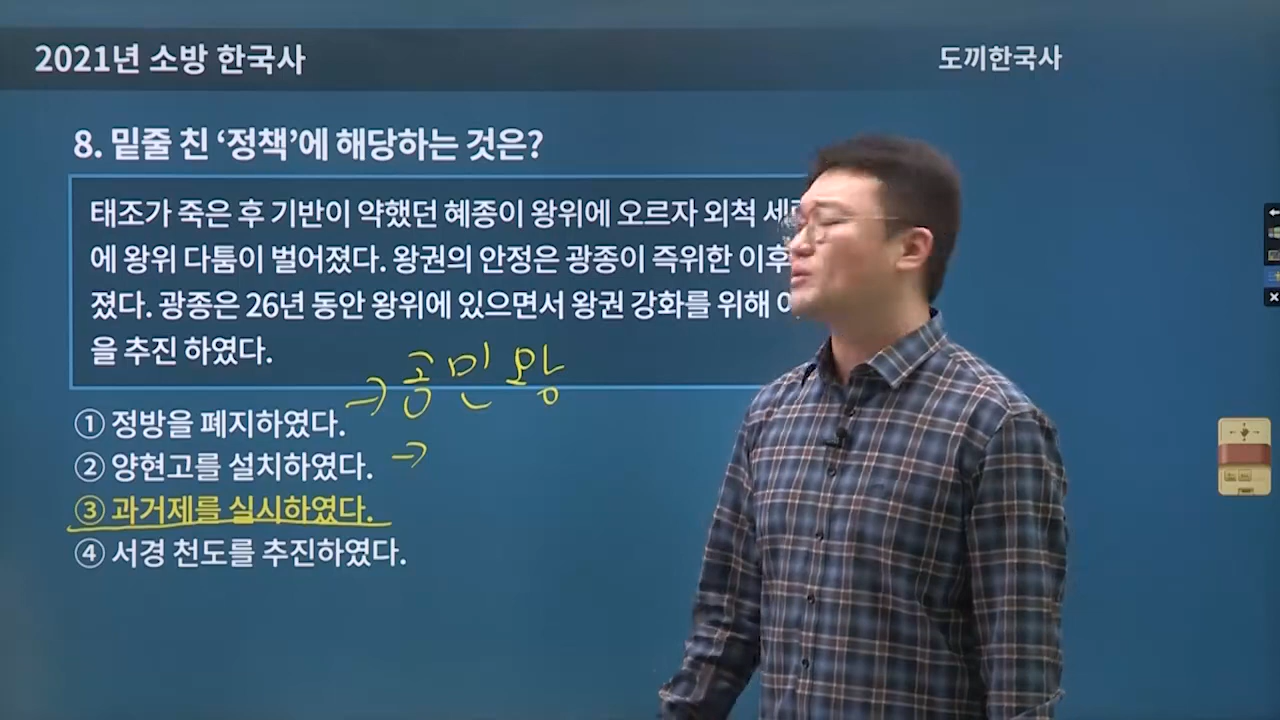 2021년 소방 한국사
도끼한국사
8. 밑줄 친 ‘정책’에 해당하는 것은?
태조가 죽은 후 기반이 약했던 혜종이 왕위에 오르자 외척
에 왕위 다툼이 벌어졌다. 왕권의 안정은 광종이 즉위한 이후
졌다. 광종은 26년 동안 왕위에 있으면서 왕권 강화를 위해
을 추진 하였다.
→ 공민왕
① 정방을 폐지하였다.
② 양현고를 설치하였다. →
③ 과거제를 실시하였다.
④ 서경 천도를 추진하였다.